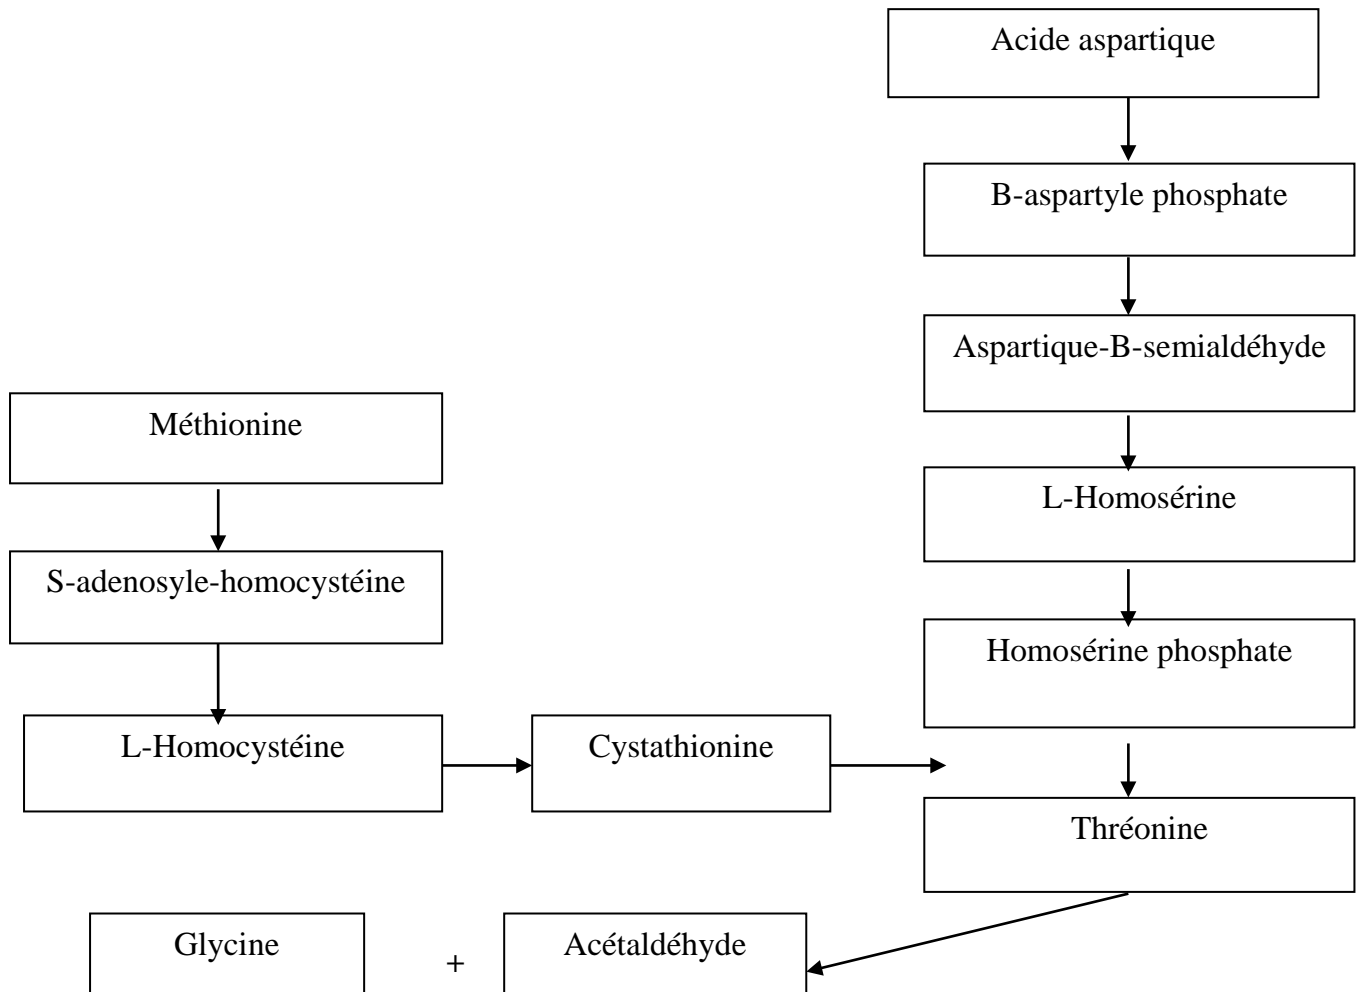 Acide aspartique
B-aspartyle phosphate
Aspartique-B-semialdéhyde
Méthionine
L-Homosérine
S-adenosyle-homocystéine
Homosérine phosphate
L-Homocystéine
Cystathionine
Thréonine
Glycine
+
Acétaldéhyde